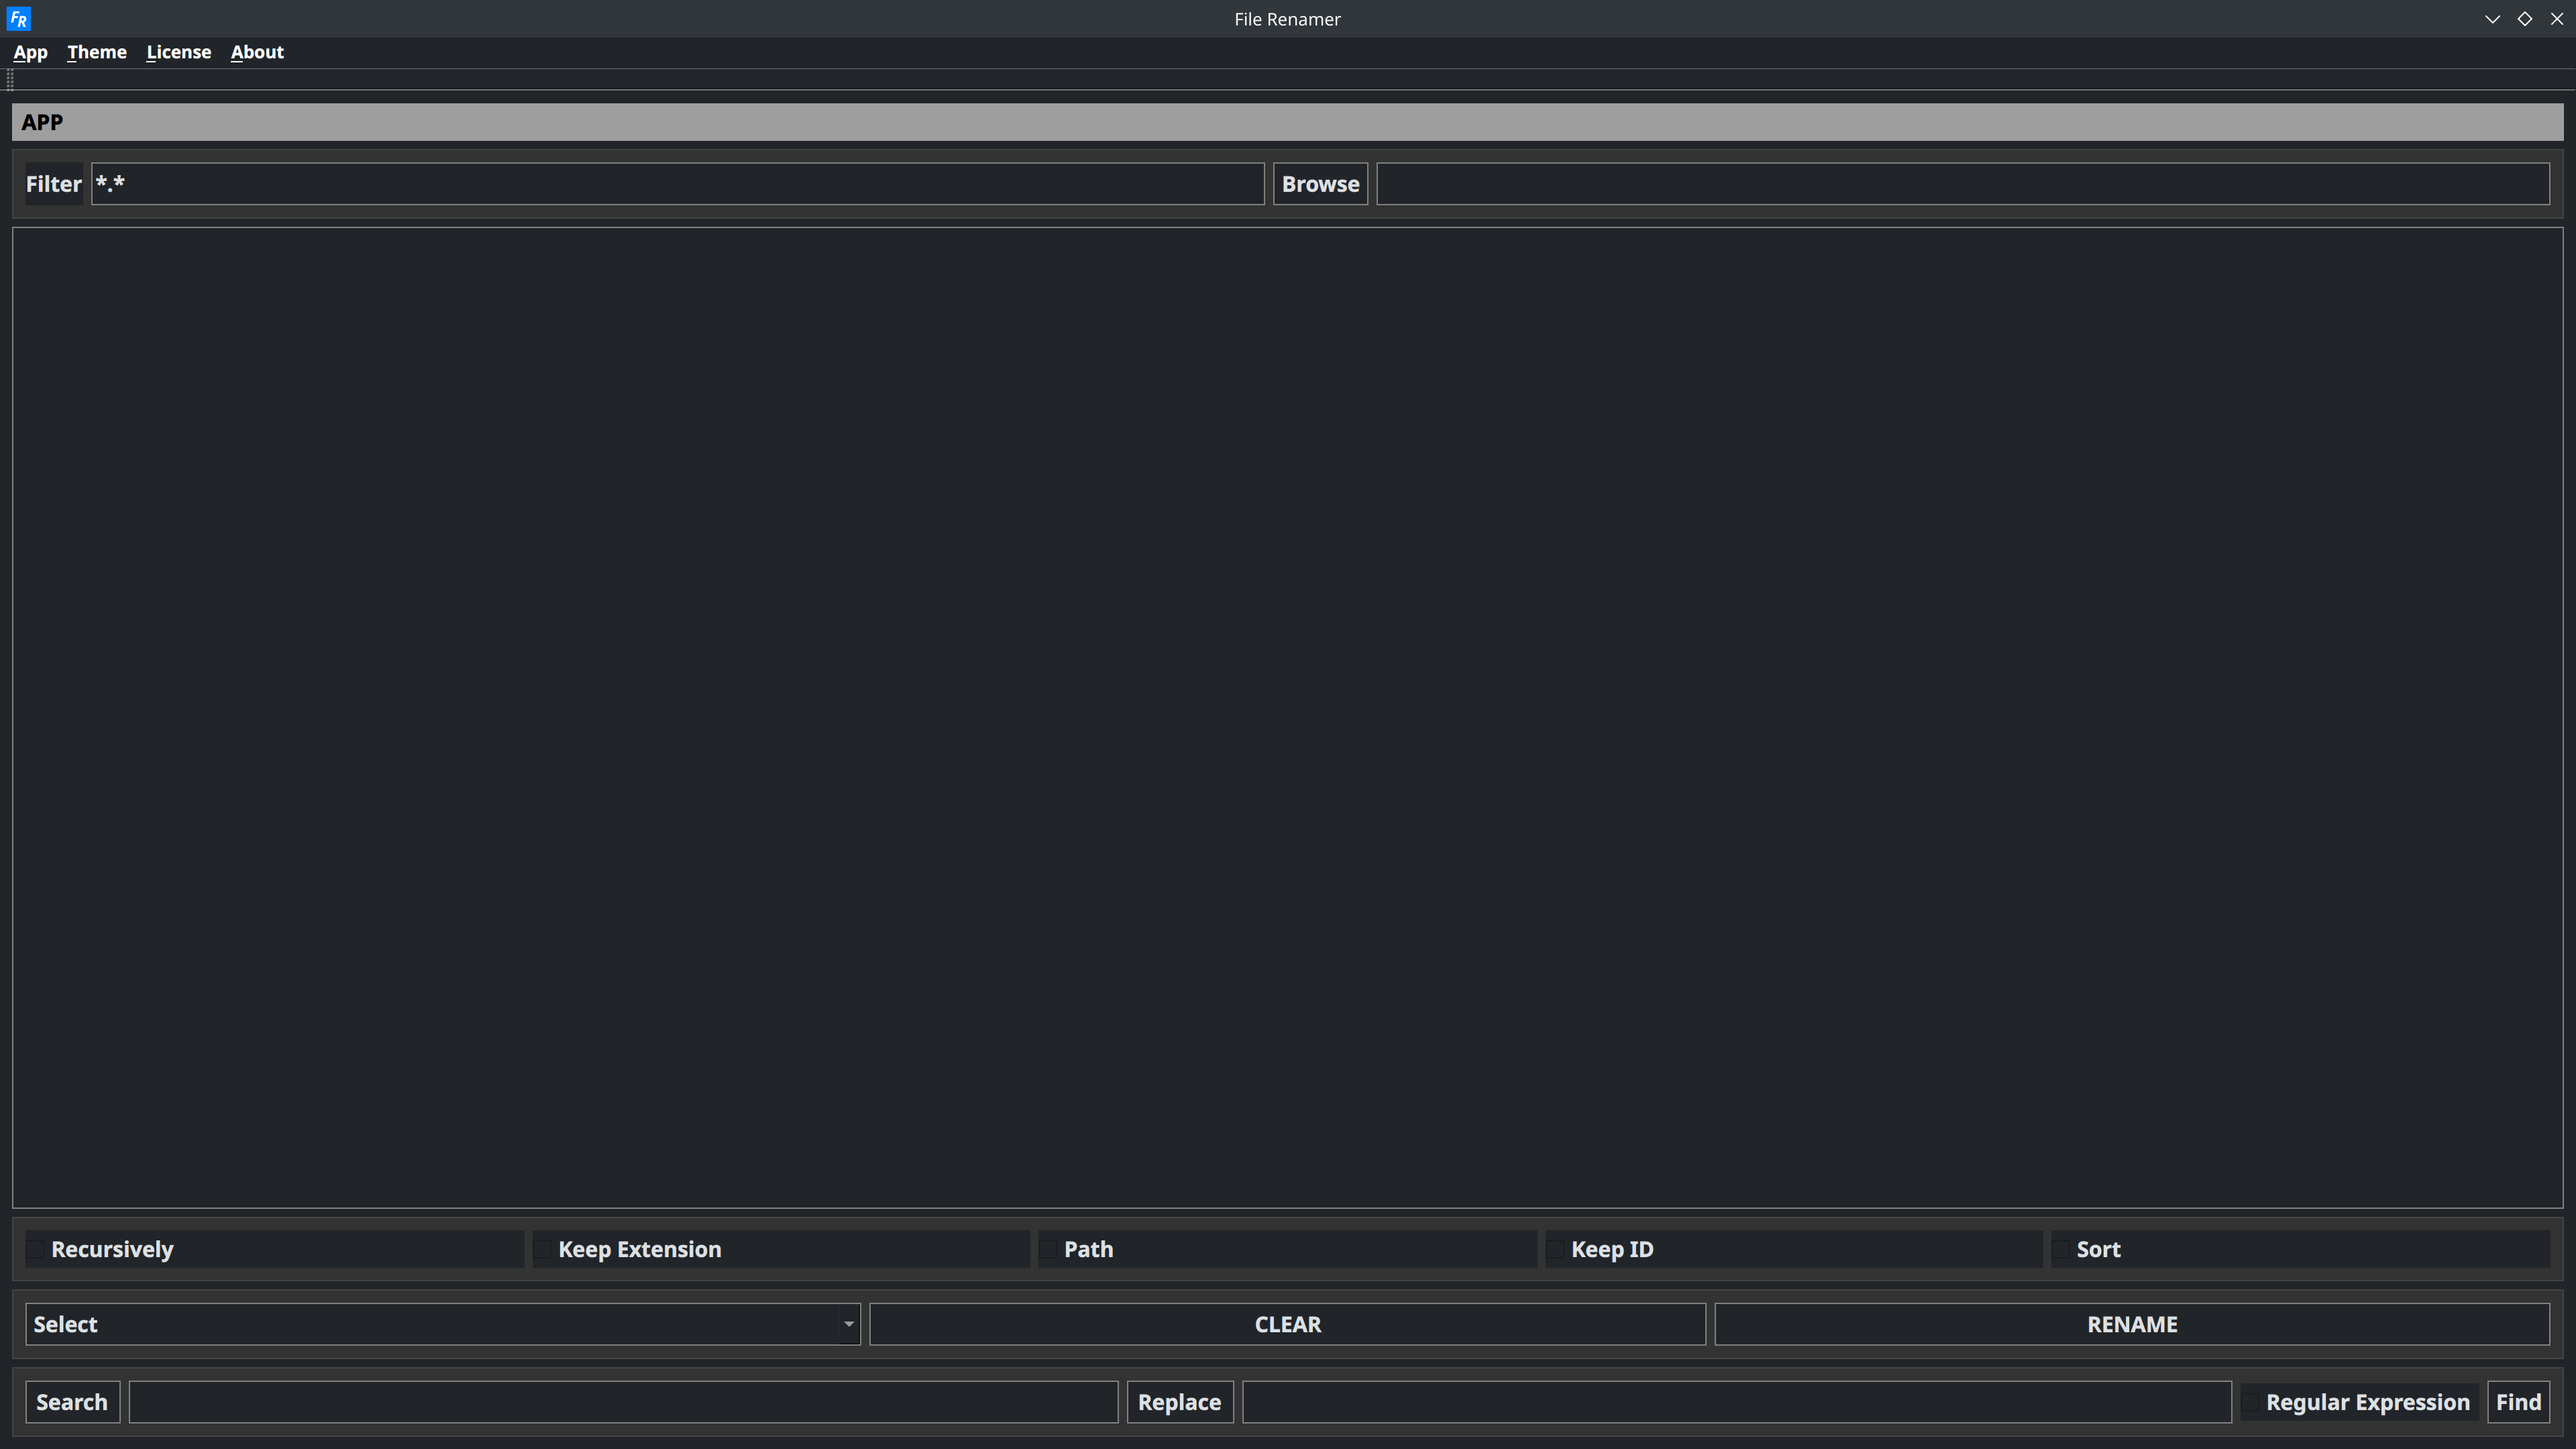 FR File Renamer
App Theme License About
APP
Filter *.* Browse
Recursively Keep Extension Path Keep ID Sort
Select CLEAR RENAME
Search Replace Regular Expression Find